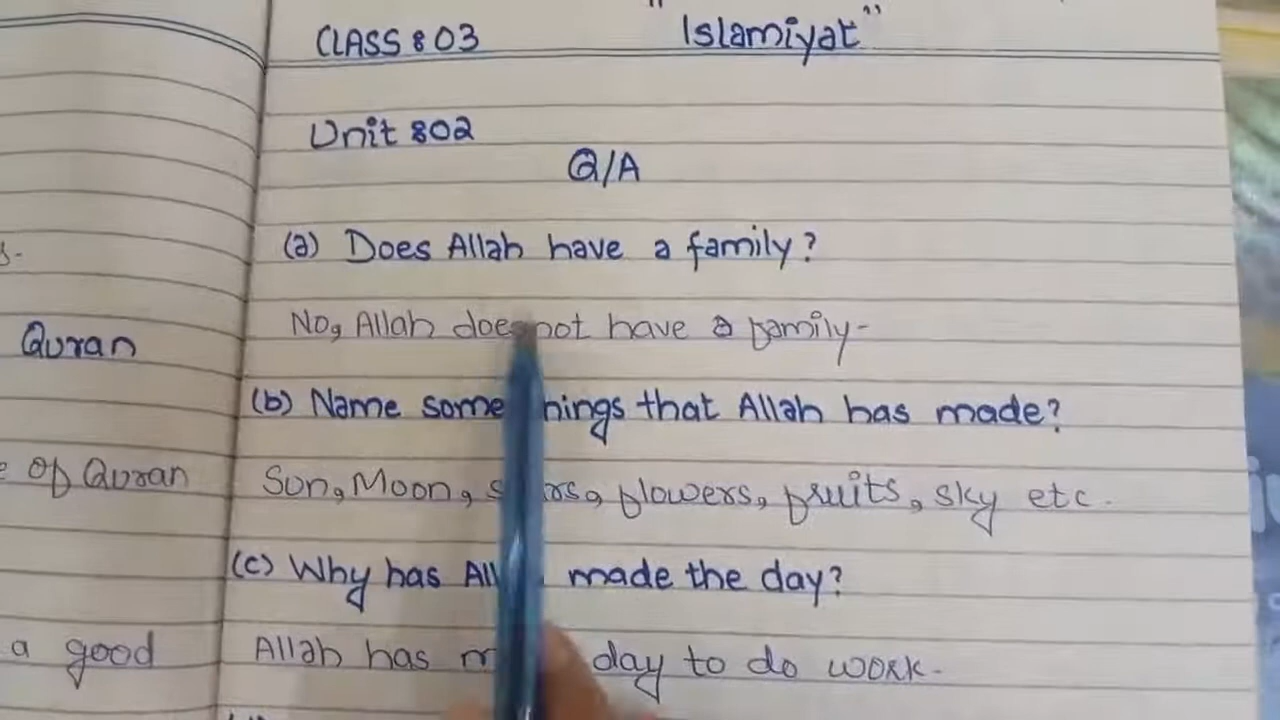 CLASS:03 "Islamiyat"
Unit:02
Q/A
(a) Does Allah have a family?
No, Allah does not have a family-
(b) Name some things that Allah has made?
Sun, Moon, stars, flowers, fruits, sky etc.
(c) Why has Allah made the day?
Allah has day to do work-
Quran
Of Quran
a good